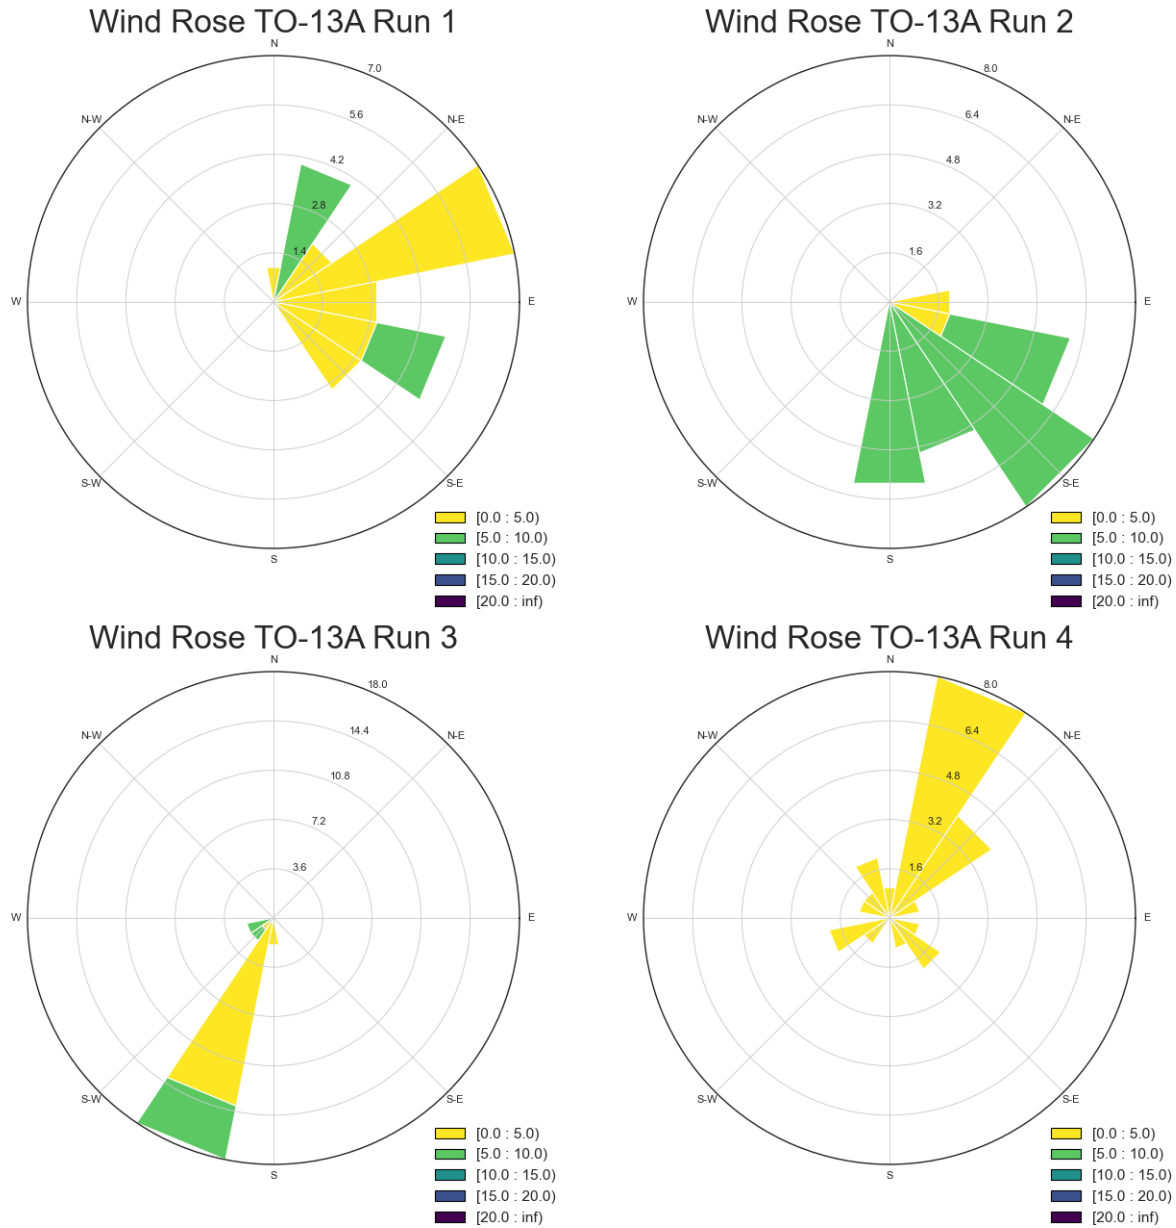 Wind Rose TO-13A Run 1
N
7.0
N-W
5.6
N-E
4.2
2.8
1.4
W
E
S-W
S-E
S
[0.0 : 5.0)
[5.0 : 10.0)
[10.0 : 15.0)
[15.0 : 20.0)
[20.0 : inf)
Wind Rose TO-13A Run 2
N
8.0
N-W
6.4
N-E
4.8
3.2
1.6
W
E
S-W
S-E
S
[0.0 : 5.0)
[5.0 : 10.0)
[10.0 : 15.0)
[15.0 : 20.0)
[20.0 : inf)
Wind Rose TO-13A Run 3
N
18.0
N-W
14.4
N-E
10.8
7.2
3.6
W
E
S-W
S-E
S
[0.0 : 5.0)
[5.0 : 10.0)
[10.0 : 15.0)
[15.0 : 20.0)
[20.0 : inf)
Wind Rose TO-13A Run 4
N
8.0
N-W
6.4
N-E
4.8
3.2
1.6
W
E
S-W
S-E
S
[0.0 : 5.0)
[5.0 : 10.0)
[10.0 : 15.0)
[15.0 : 20.0)
[20.0 : inf)